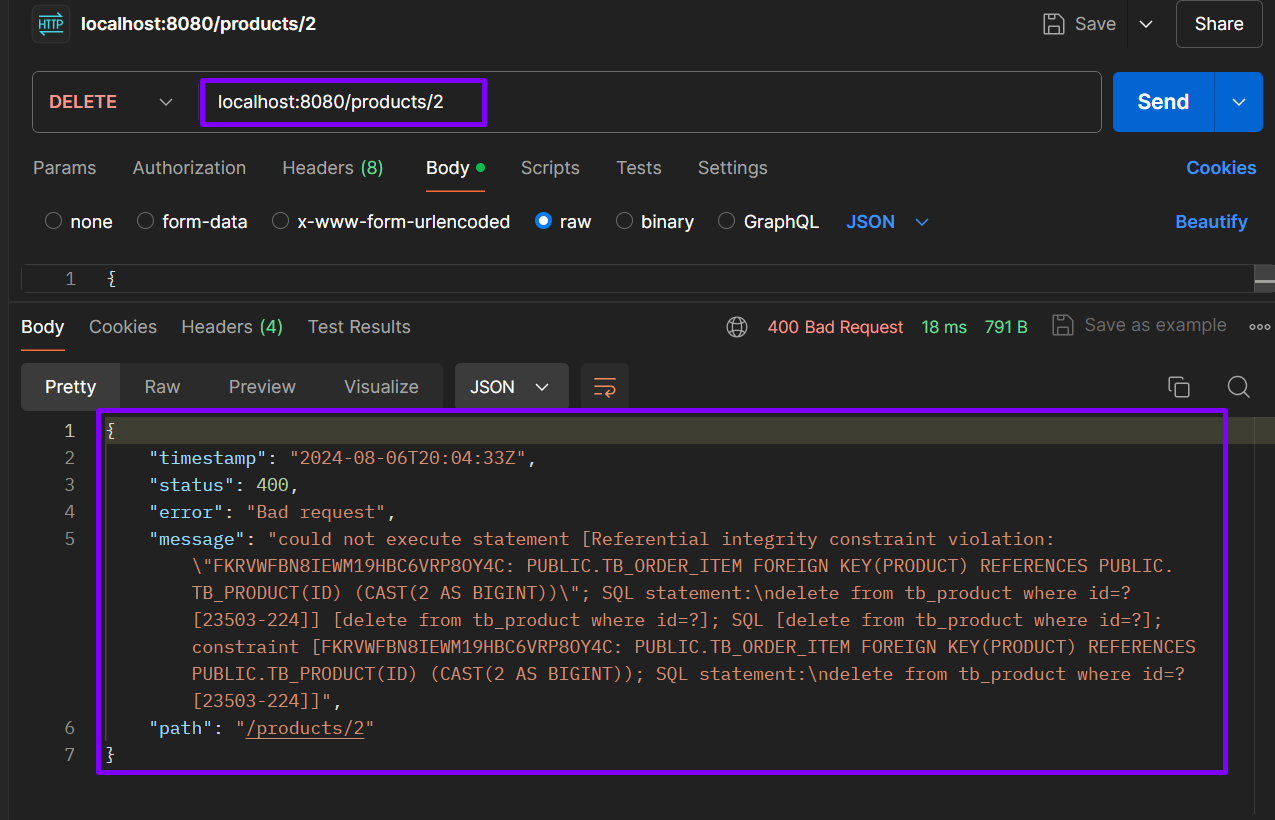 HTTP localhost:8080/products/2 Save Share
DELETE localhost:8080/products/2 Send
Params Authorization Headers (8) Body Scripts Tests Settings Cookies
none form-data x-www-form-urlencoded raw binary GraphQL JSON Beautify
1 {
Body Cookies Headers (4) Test Results 400 Bad Request 18 ms 791 B Save as example
Pretty Raw Preview Visualize JSON
1 {
2 "timestamp": "2024-08-06T20:04:33Z",
3 "status": 400,
4 "error": "Bad request",
5 "message": "could not execute statement [Referential integrity constraint violation:
\"FKRVWFBN8IEWM19HBC6VRP8OY4C: PUBLIC.TB_ORDER_ITEM FOREIGN KEY(PRODUCT) REFERENCES PUBLIC.
TB_PRODUCT(ID) (CAST(2 AS BIGINT))\"; SQL statement:\ndelete from tb_product where id=?
[23503-224]] [delete from tb_product where id=?]; SQL [delete from tb_product where id=?];
constraint [FKRVWFBN8IEWM19HBC6VRP8OY4C: PUBLIC.TB_ORDER_ITEM FOREIGN KEY(PRODUCT) REFERENCES
PUBLIC.TB_PRODUCT(ID) (CAST(2 AS BIGINT)); SQL statement:\ndelete from tb_product where id=?
[23503-224]]",
6 "path": "/products/2"
7 }